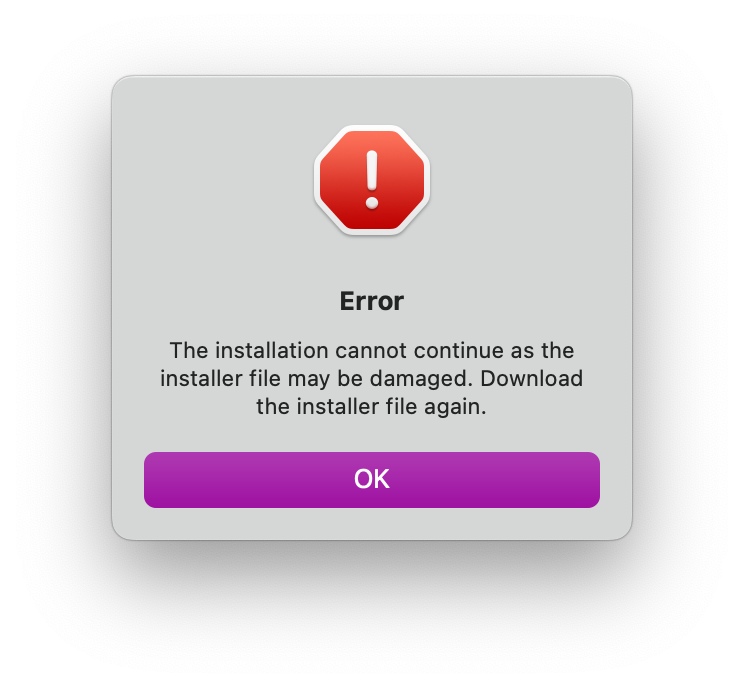 Error
The installation cannot continue as the
installer file may be damaged. Download
the installer file again.
OK